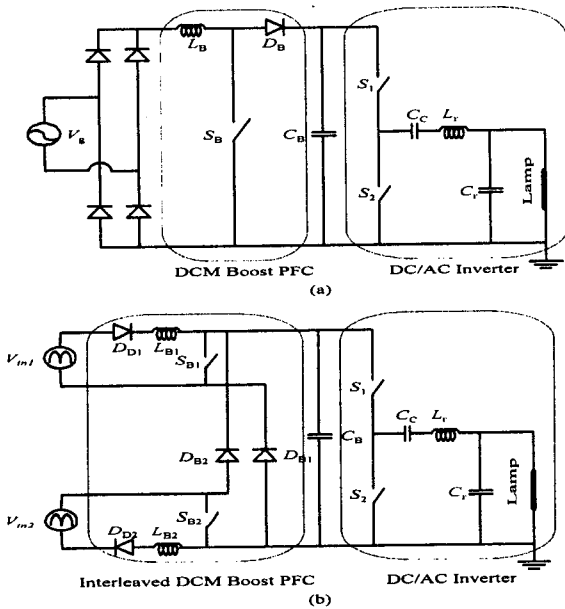 L_B
D_B
S_1
C_C
L_r
V_g
S_B
C_B
S_2
C_r
Lamp
DCM Boost PFC
DC/AC Inverter
(a)
V_in1
D_D1
L_B1
S_B1
S_1
C_C
L_r
D_B2
D_B1
C_B
S_2
C_r
Lamp
V_in2
S_B2
D_D2
L_B2
Interleaved DCM Boost PFC
DC/AC Inverter
(b)